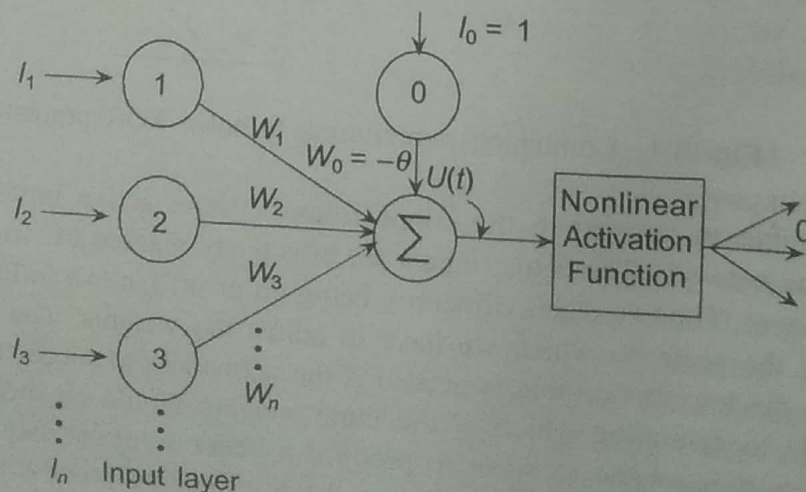 I₀ = 1
I₁
1
0
W₁
W₀ = −θ
U(t)
I₂
2
W₂
Σ
Nonlinear
Activation
Function
W₃
I₃
3
Wₙ
Iₙ
Input layer